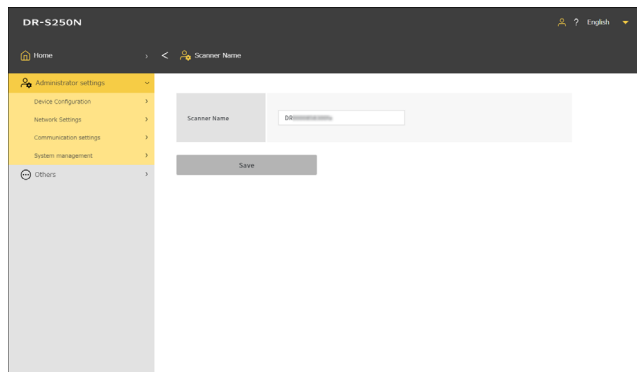 DR-S250N
? English
Home
Scanner Name
Administrator settings
Device Configuration
Network Settings
Communication settings
System management
Others
Scanner Name
Save